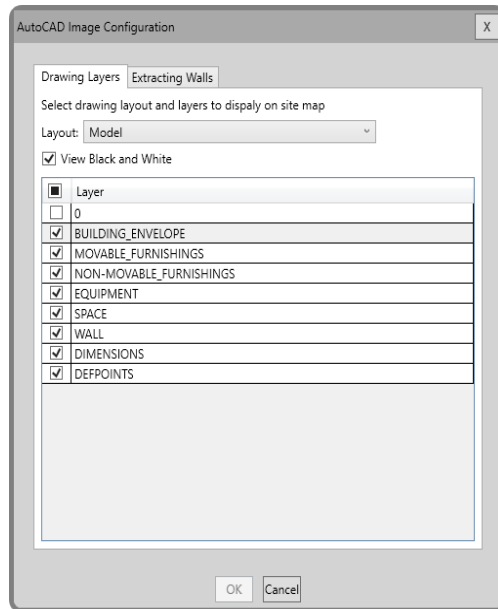 AutoCAD Image Configuration
X
Drawing Layers Extracting Walls
Select drawing layout and layers to dispaly on site map
Layout: Model
View Black and White
Layer
0
BUILDING_ENVELOPE
MOVABLE_FURNISHINGS
NON-MOVABLE_FURNISHINGS
EQUIPMENT
SPACE
WALL
DIMENSIONS
DEFPOINTS
OK Cancel